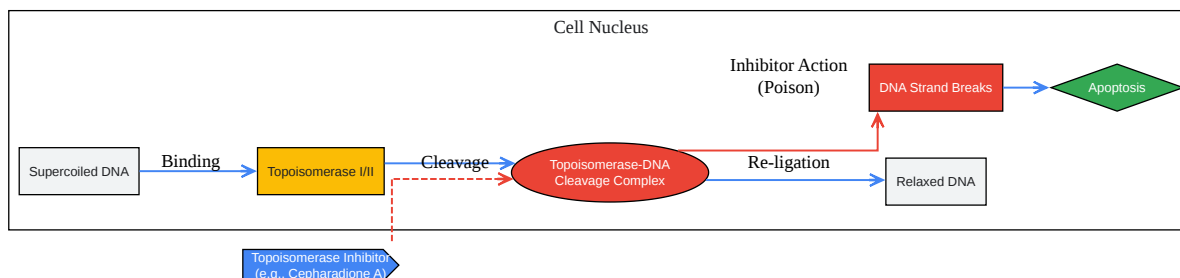 Cell Nucleus
Inhibitor Action
(Poison)
DNA Strand Breaks
Apoptosis
Supercoiled DNA
Binding
Topoisomerase I/II
Cleavage
Topoisomerase-DNA
Cleavage Complex
Re-ligation
Relaxed DNA
Topoisomerase Inhibitor
(e.g., Cepharadione A)